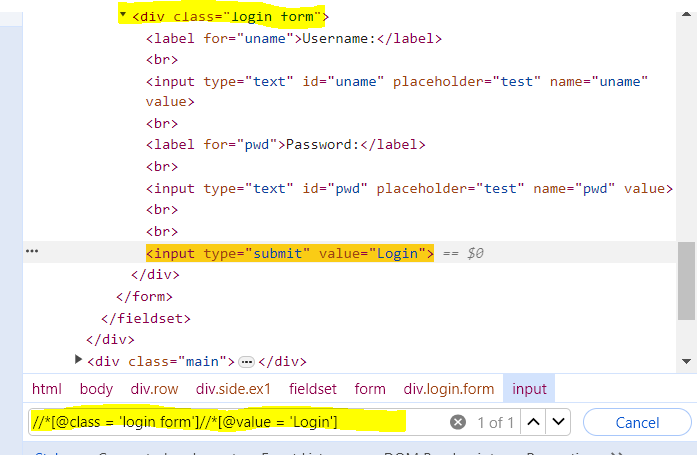 <div class="login form">
<label for="uname">Username:</label>
<br>
<input type="text" id="uname" placeholder="test" name="uname"
value>
<br>
<label for="pwd">Password:</label>
<br>
<input type="text" id="pwd" placeholder="test" name="pwd" value>
<br>
<br>
... <input type="submit" value="Login"> == $0
</div>
</form>
</fieldset>
</div>
<div class="main"> ... </div>
html body div.row div.side.ex1 fieldset form div.login.form input
//*[@class = 'login form']//*[@value = 'Login'] 1 of 1 Cancel